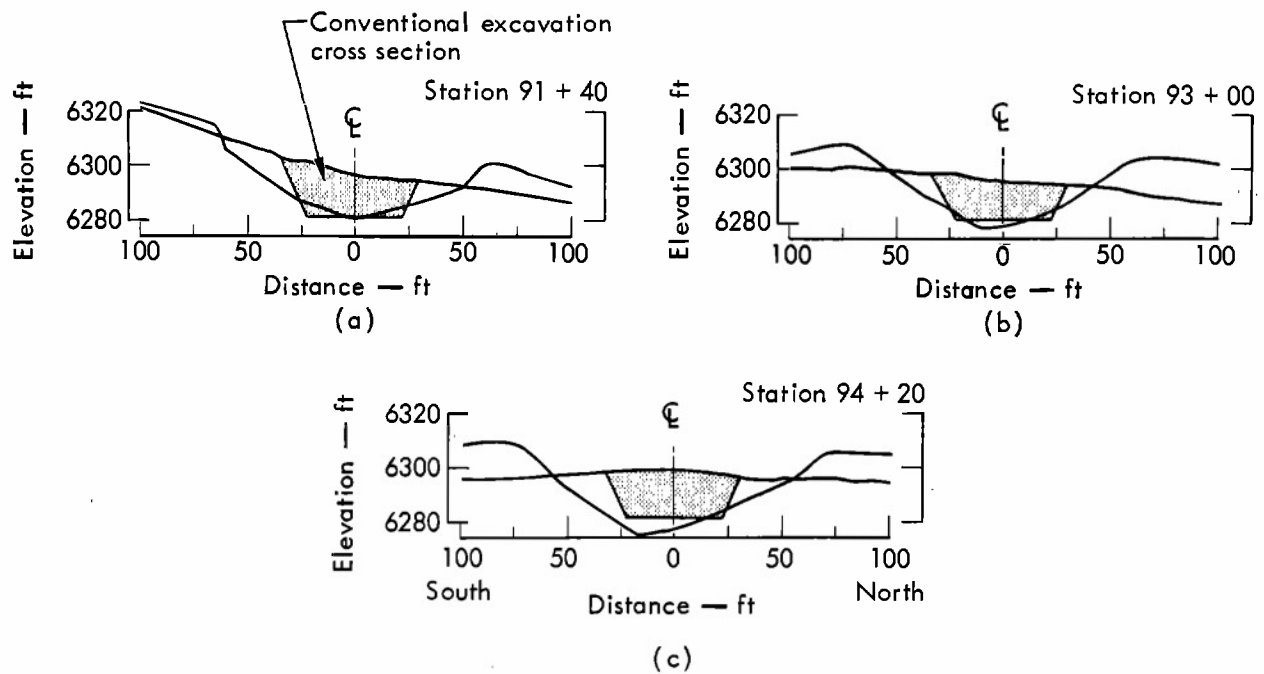 Conventional excavation
cross section
Station 91 + 40
℄
Elevation — ft
6320
6300
6280
100 50 0 50 100
Distance — ft
(a)
Station 93 + 00
℄
Elevation — ft
6320
6300
6280
100 50 0 50 100
Distance — ft
(b)
Station 94 + 20
℄
Elevation — ft
6320
6300
6280
100 50 0 50 100
South Distance — ft North
(c)